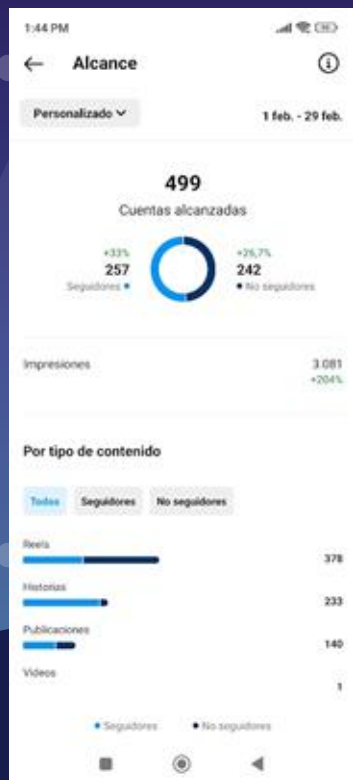 1:44 PM
Alcance
Personalizado
1 feb. - 29 feb.
499
Cuentas alcanzadas
+33%
257
Seguidores
+26,7%
242
No seguidores
Impresiones
3.081
+204%
Por tipo de contenido
Todos Seguidores No seguidores
Reels
378
Historias
233
Publicaciones
140
Videos
1
Seguidores No seguidores